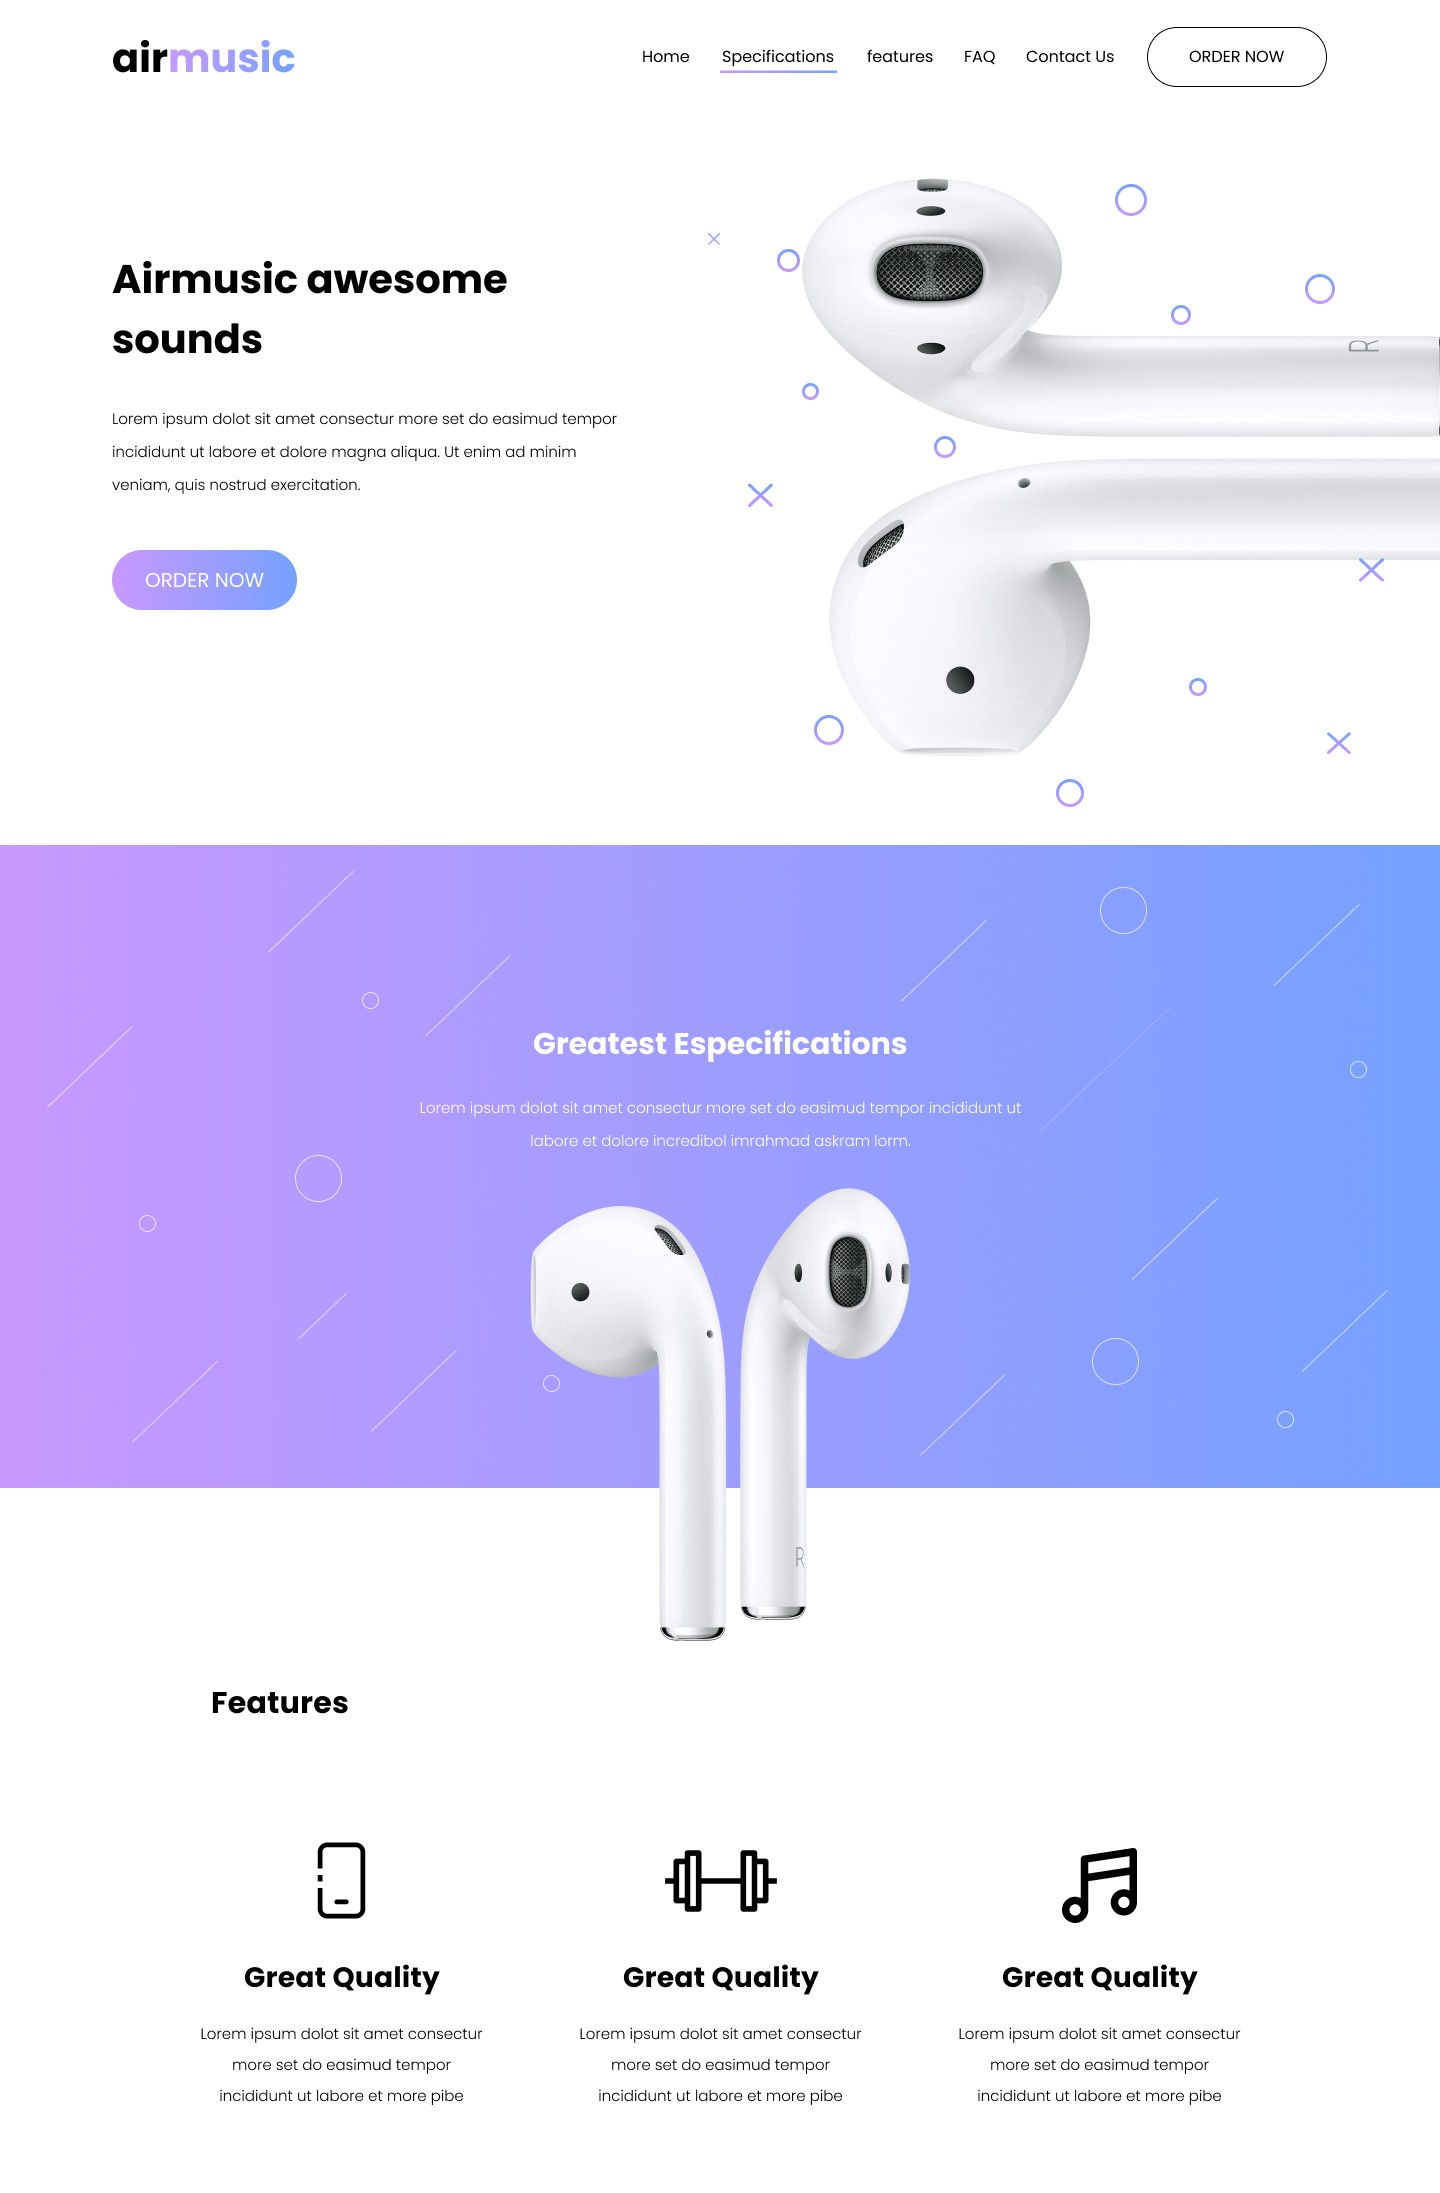 airmusic
Home Specifications features FAQ Contact Us ORDER NOW
Airmusic awesome
sounds
R
Lorem ipsum dolot sit amet consectur more set do easimud tempor
incididunt ut labore et dolore magna aliqua. Ut enim ad minim
veniam, quis nostrud exercitation.
ORDER NOW
Greatest Especifications
Lorem ipsum dolot sit amet consectur more set do easimud tempor incididunt ut
labore et dolore incredibol imrahmad askram lorm.
R
Features
Great Quality
Lorem ipsum dolot sit amet consectur
more set do easimud tempor
incididunt ut labore et more pibe
Great Quality
Lorem ipsum dolot sit amet consectur
more set do easimud tempor
incididunt ut labore et more pibe
Great Quality
Lorem ipsum dolot sit amet consectur
more set do easimud tempor
incididunt ut labore et more pibe